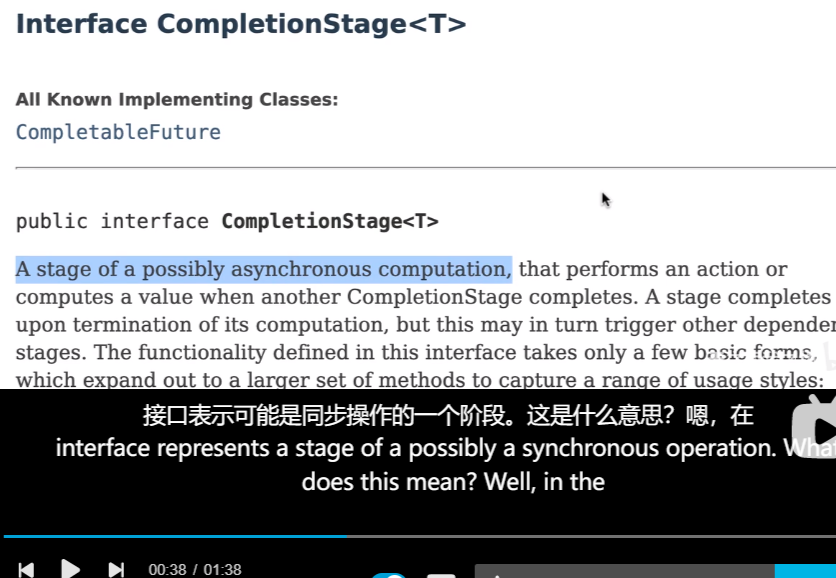 Interface CompletionStage<T>
All Known Implementing Classes:
CompletableFuture
public interface CompletionStage<T>
A stage of a possibly asynchronous computation, that performs an action or
computes a value when another CompletionStage completes. A stage completes
upon termination of its computation, but this may in turn trigger other
stages. The functionality defined in this interface takes only a few basic forms,
which expand out to a larger set of methods to capture a range of usage styles:
接口表示可能是同步操作的一个阶段。这是什么意思？嗯，在
interface represents a stage of a possibly a synchronous operation. What
does this mean? Well, in the
00:38 / 01:38